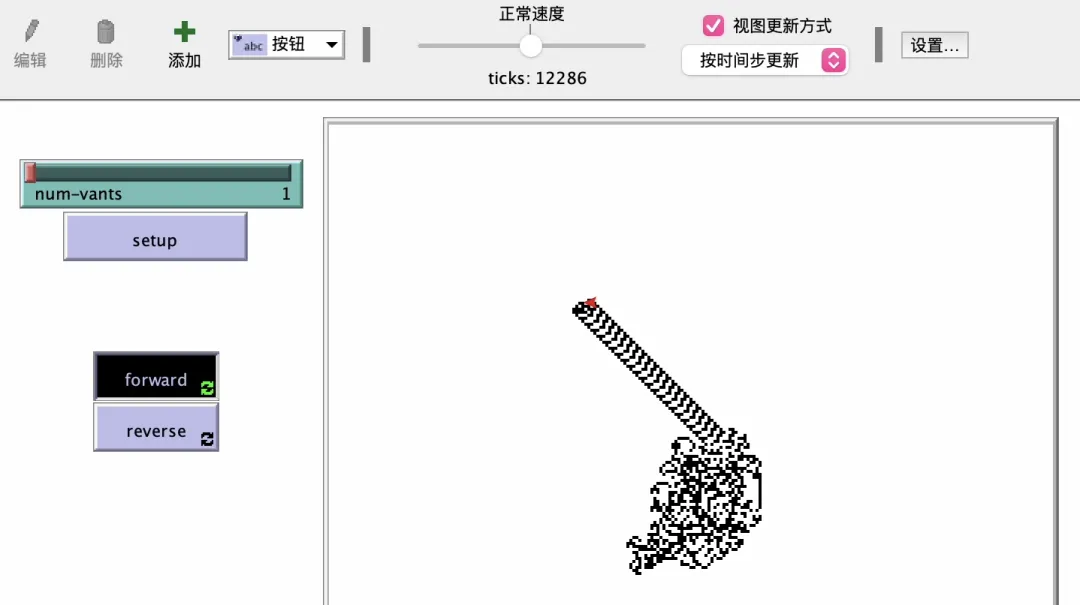 正常速度
视图更新方式
编辑
删除
添加
abc 按钮
ticks: 12286
按时间步更新
设置...
num-vants 1
setup
forward
reverse